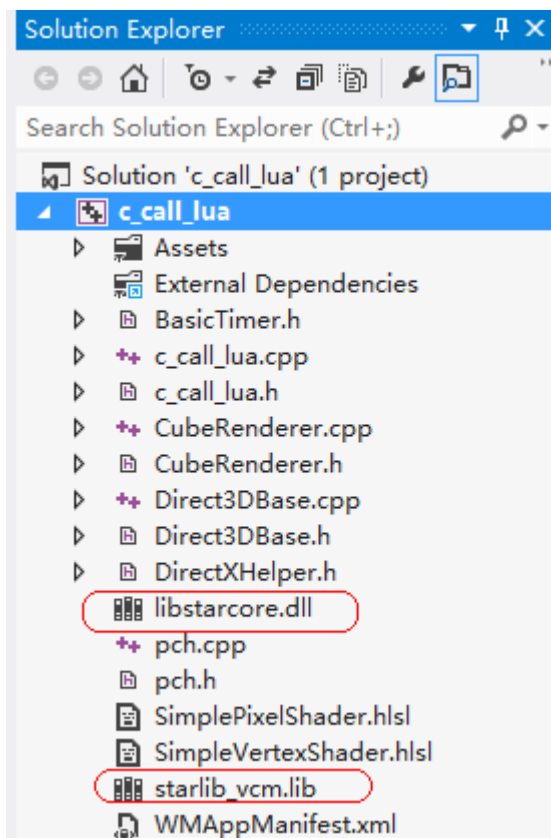 Solution Explorer
Search Solution Explorer (Ctrl+;)
Solution 'c_call_lua' (1 project)
c_call_lua
Assets
External Dependencies
BasicTimer.h
c_call_lua.cpp
c_call_lua.h
CubeRenderer.cpp
CubeRenderer.h
Direct3DBase.cpp
Direct3DBase.h
DirectXHelper.h
libstarcore.dll
pch.cpp
pch.h
SimplePixelShader.hlsl
SimpleVertexShader.hlsl
starlib_vcm.lib
WMAppManifest.xml